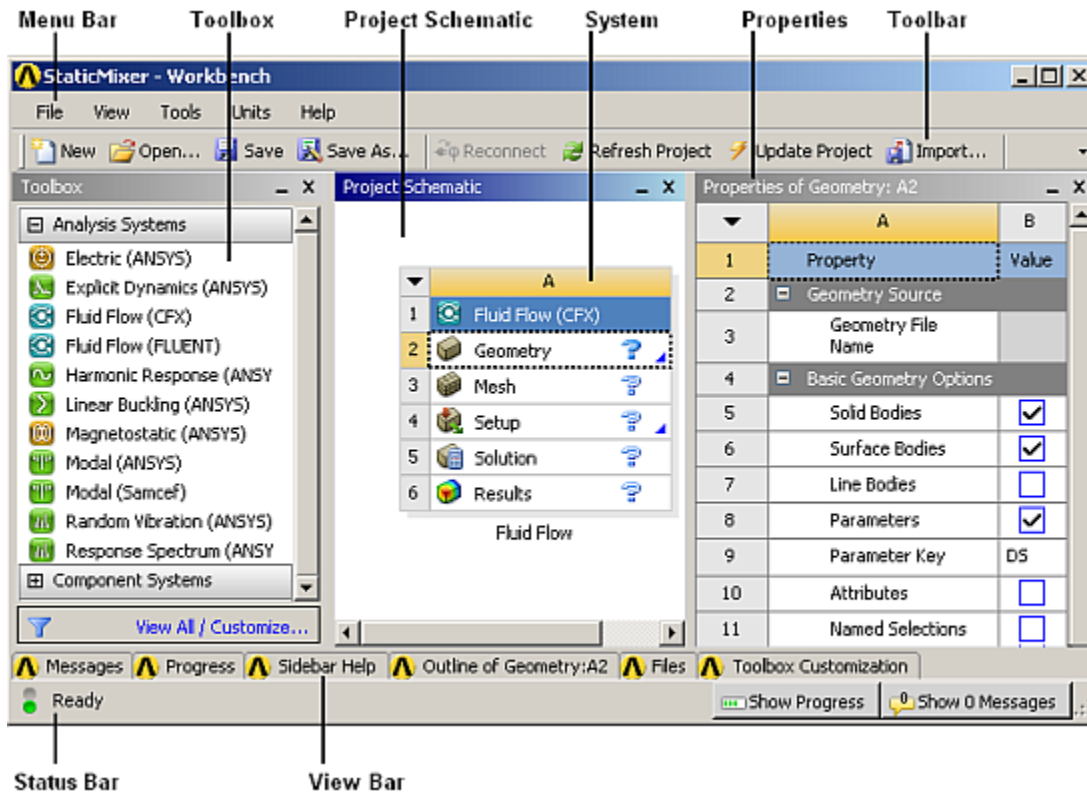 Menu Bar Toolbox Project Schematic System Properties Toolbar
StaticMixer - Workbench
File View Tools Units Help
New Open... Save Save As... Reconnect Refresh Project Update Project Import...
Toolbox
Analysis Systems
Electric (ANSYS)
Explicit Dynamics (ANSYS)
Fluid Flow (CFX)
Fluid Flow (FLUENT)
Harmonic Response (ANSY
Linear Buckling (ANSYS)
Magnetostatic (ANSYS)
Modal (ANSYS)
Modal (Samcef)
Random Vibration (ANSYS)
Response Spectrum (ANSY
Component Systems
View All / Customize...
Project Schematic
A
1 Fluid Flow (CFX)
2 Geometry ?
3 Mesh ?
4 Setup ?
5 Solution ?
6 Results ?
Fluid Flow
Properties of Geometry: A2
A B
1 Property Value
2 Geometry Source
3 Geometry File
Name
4 Basic Geometry Options
5 Solid Bodies
6 Surface Bodies
7 Line Bodies
8 Parameters
9 Parameter Key DS
10 Attributes
11 Named Selections
Messages Progress Sidebar Help Outline of Geometry:A2 Files Toolbox Customization
Ready Show Progress 0 Show 0 Messages
Status Bar View Bar